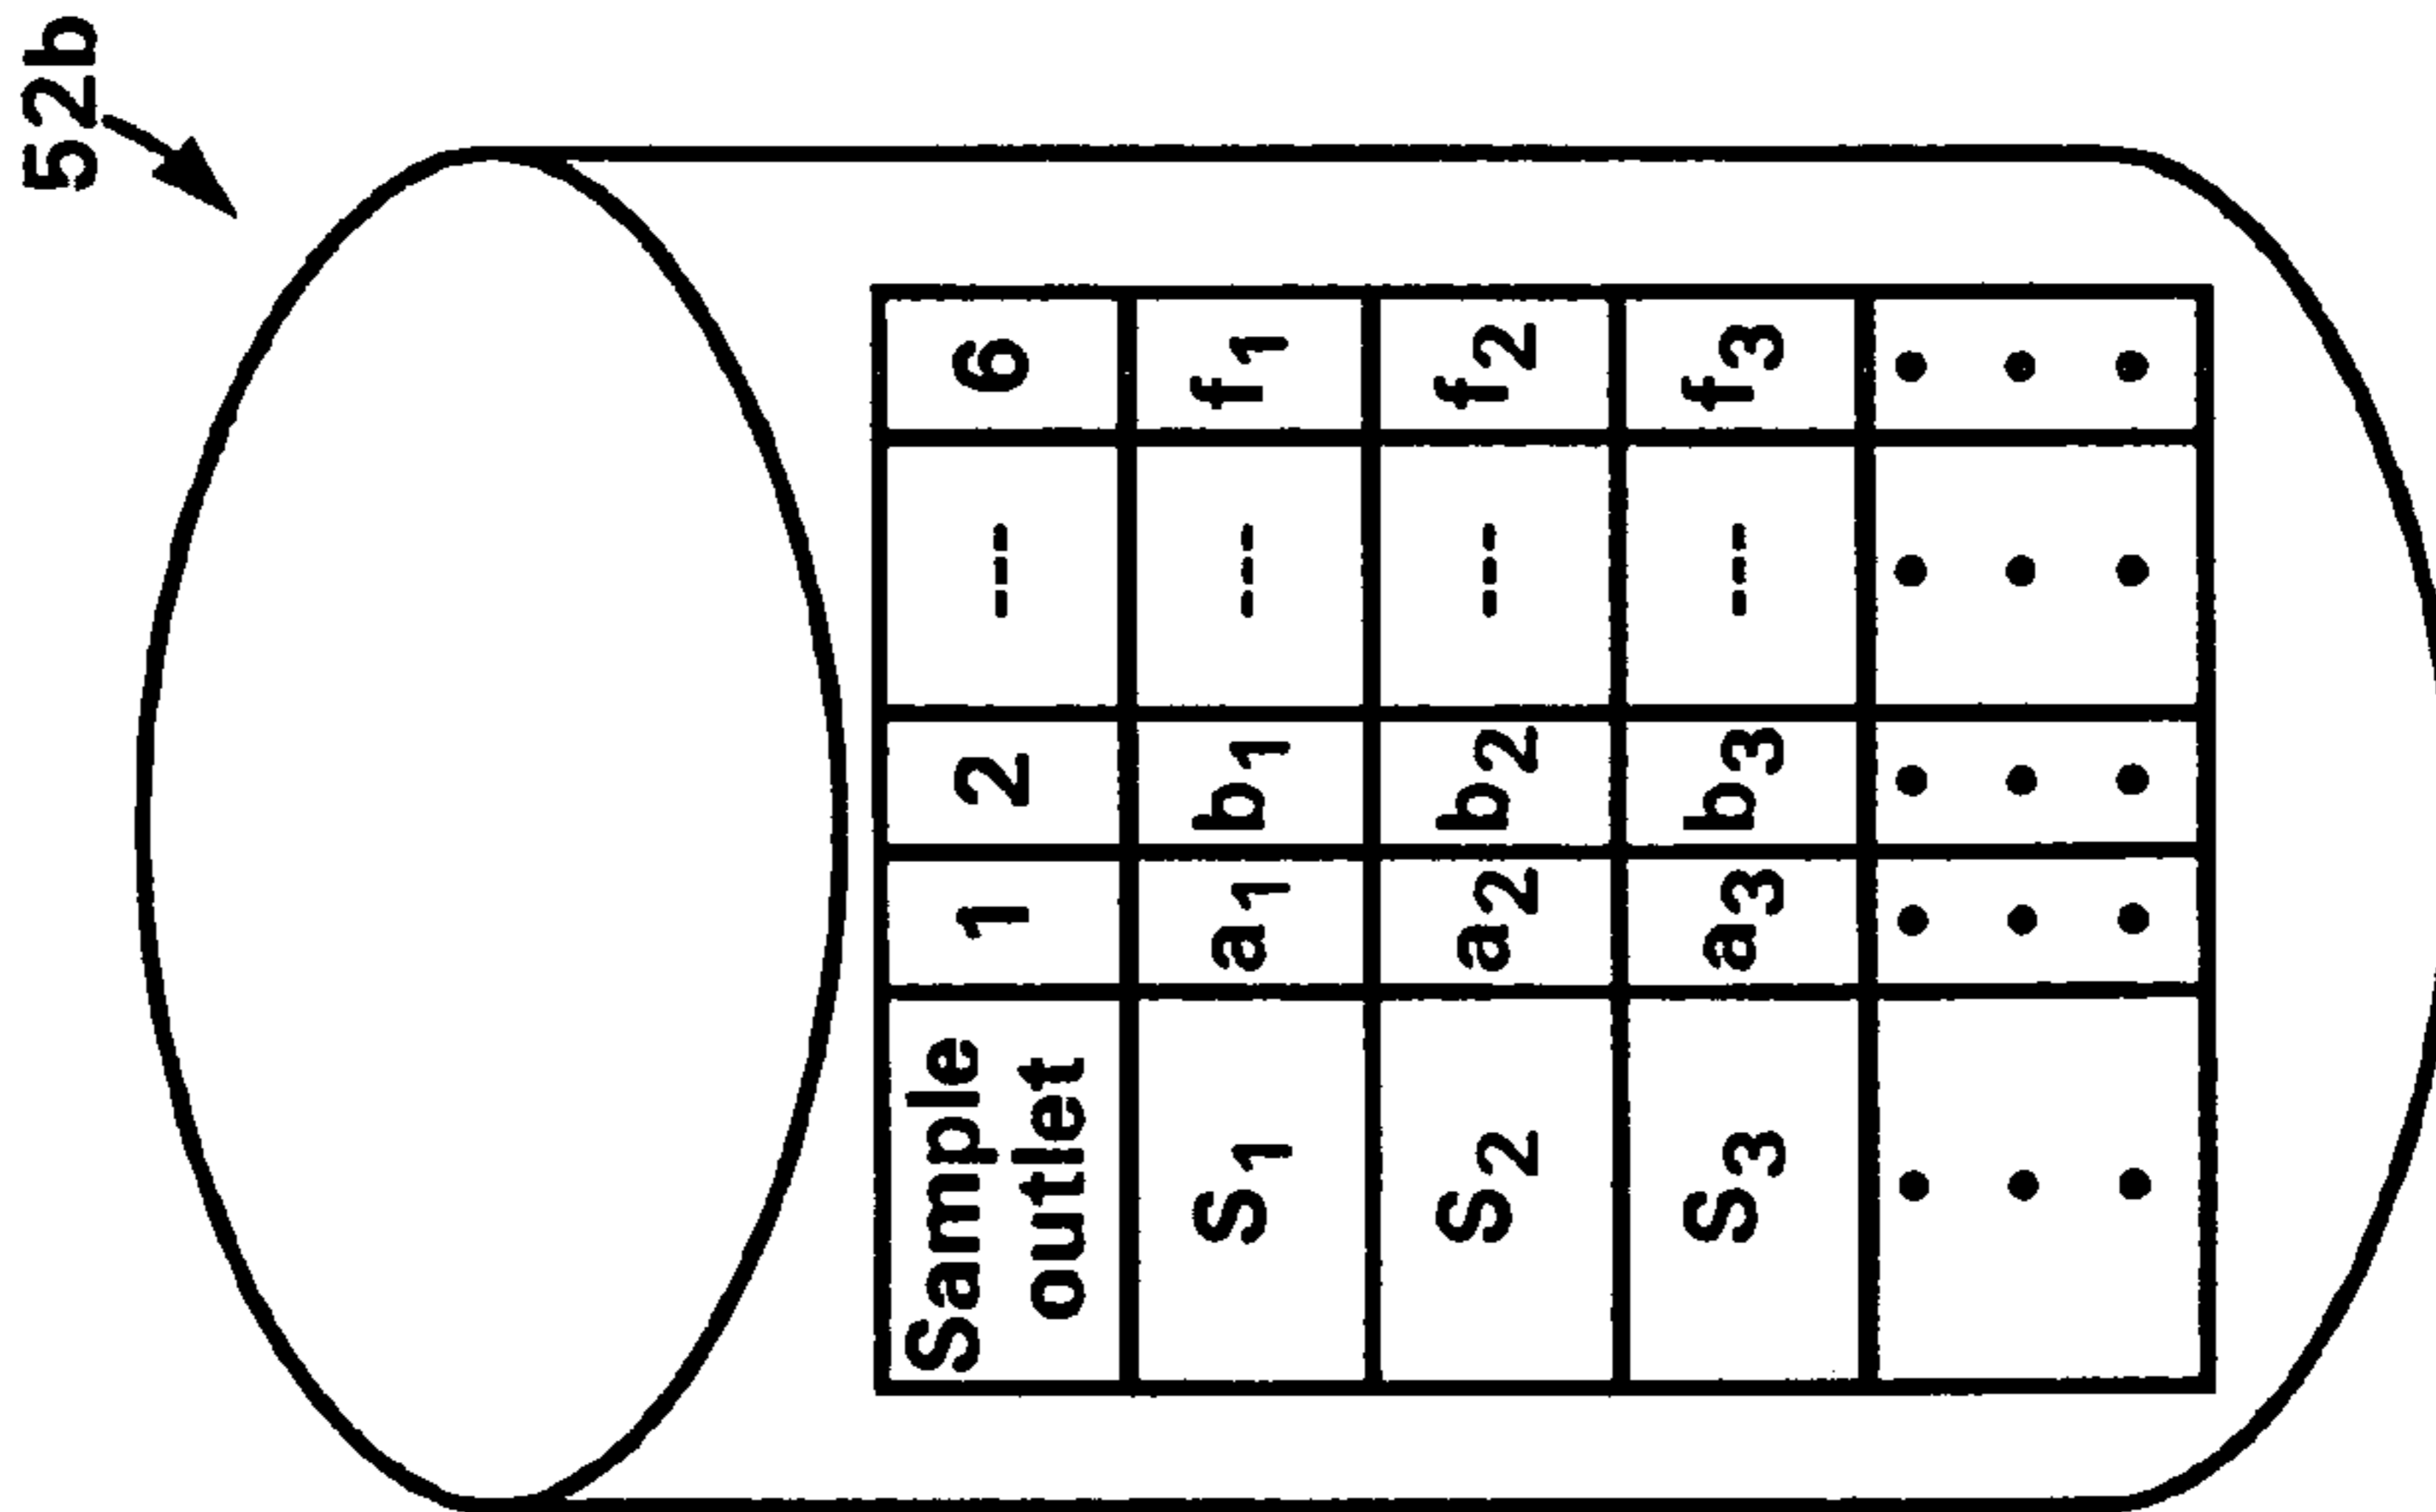 52b
Sample outlet 1 2 --- 6
S1 a1 b1 --- f1
S2 a2 b2 --- f2
S3 a3 b3 --- f3